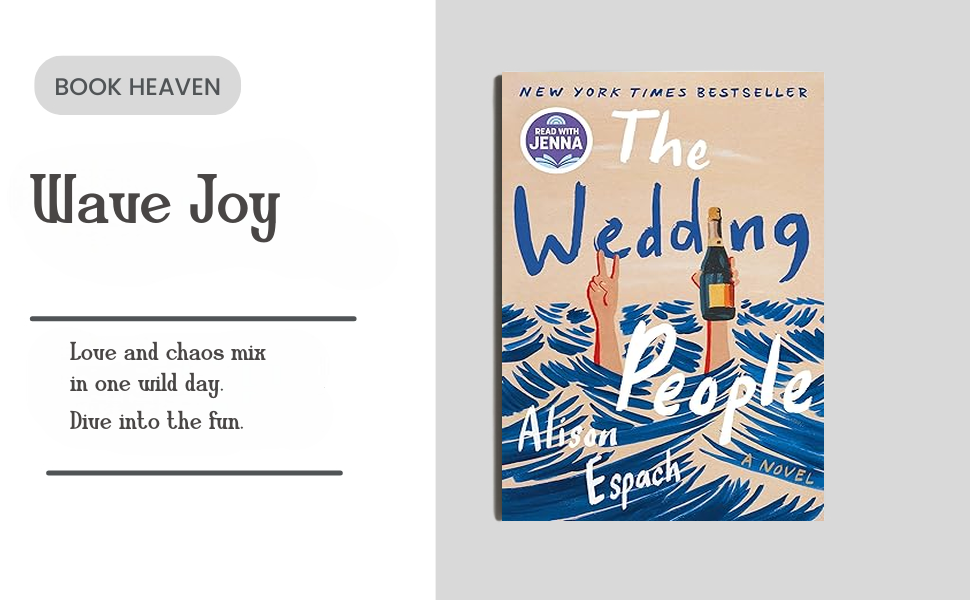 BOOK HEAVEN
Wave Joy
Love and chaos mix
in one wild day.
Dive into the fun.
NEW YORK TIMES BESTSELLER
READ WITH
JENNA
The
Wedding
People
Alison
Espach
A NOVEL